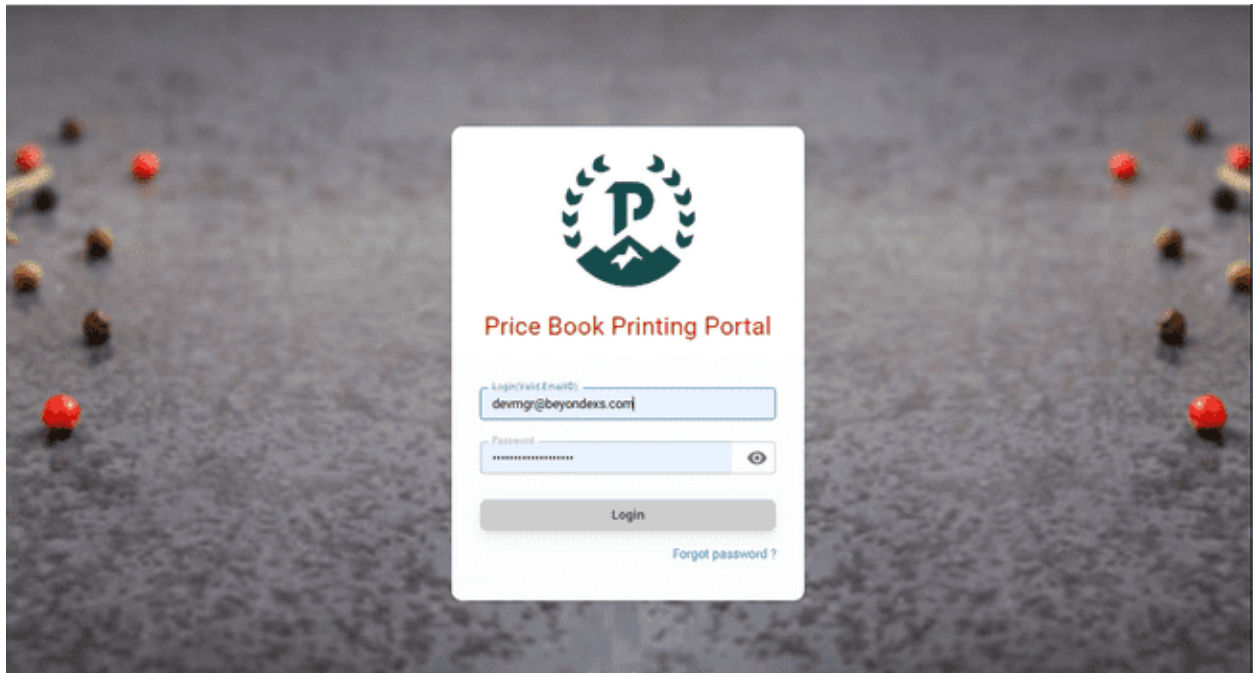 P
Price Book Printing Portal
Login(Valid EmailID)
devmgr@beyondexs.com
Password
Login
Forgot password ?